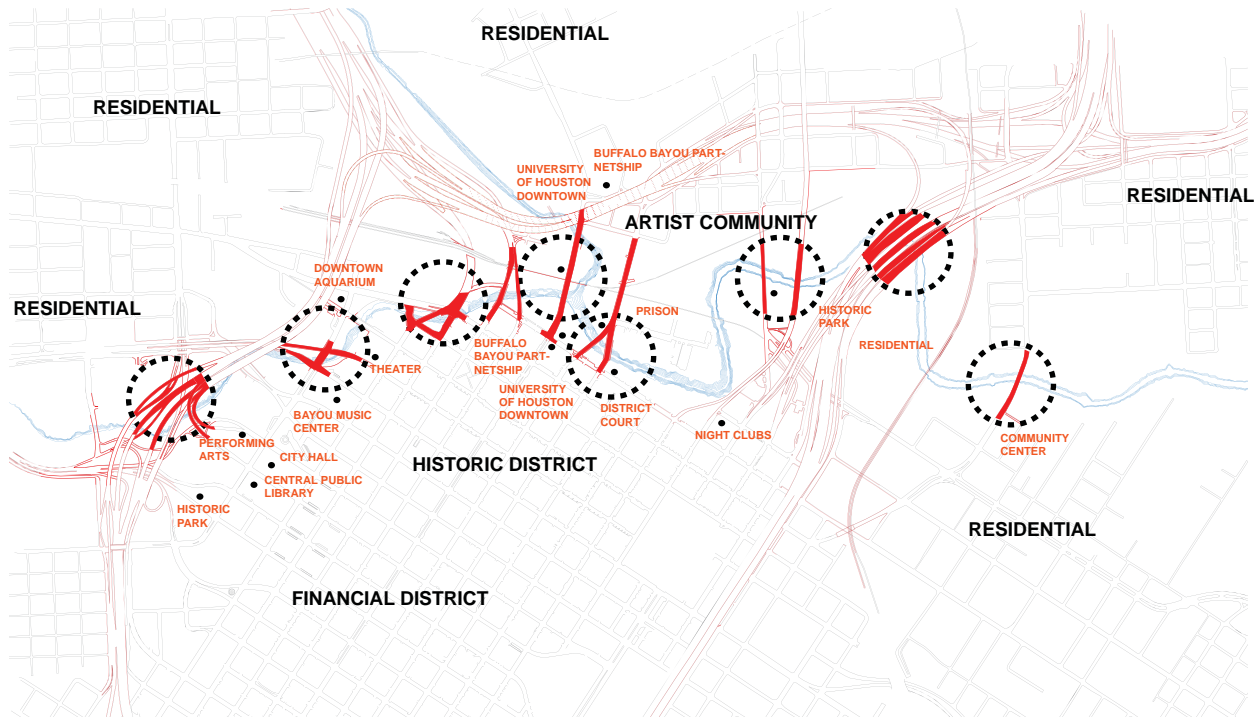 RESIDENTIAL
RESIDENTIAL
BUFFALO BAYOU PART-
NETSHIP
UNIVERSITY
OF HOUSTON
DOWNTOWN
RESIDENTIAL
ARTIST COMMUNITY
DOWNTOWN
AQUARIUM
RESIDENTIAL
PRISON
HISTORIC
PARK
BUFFALO
BAYOU PART-
NETSHIP
RESIDENTIAL
THEATER
UNIVERSITY
OF HOUSTON
DOWNTOWN
BAYOU MUSIC
CENTER
DISTRICT
COURT
NIGHT CLUBS
COMMUNITY
CENTER
PERFORMING
ARTS
CITY HALL
HISTORIC DISTRICT
CENTRAL PUBLIC
LIBRARY
HISTORIC
PARK
RESIDENTIAL
FINANCIAL DISTRICT